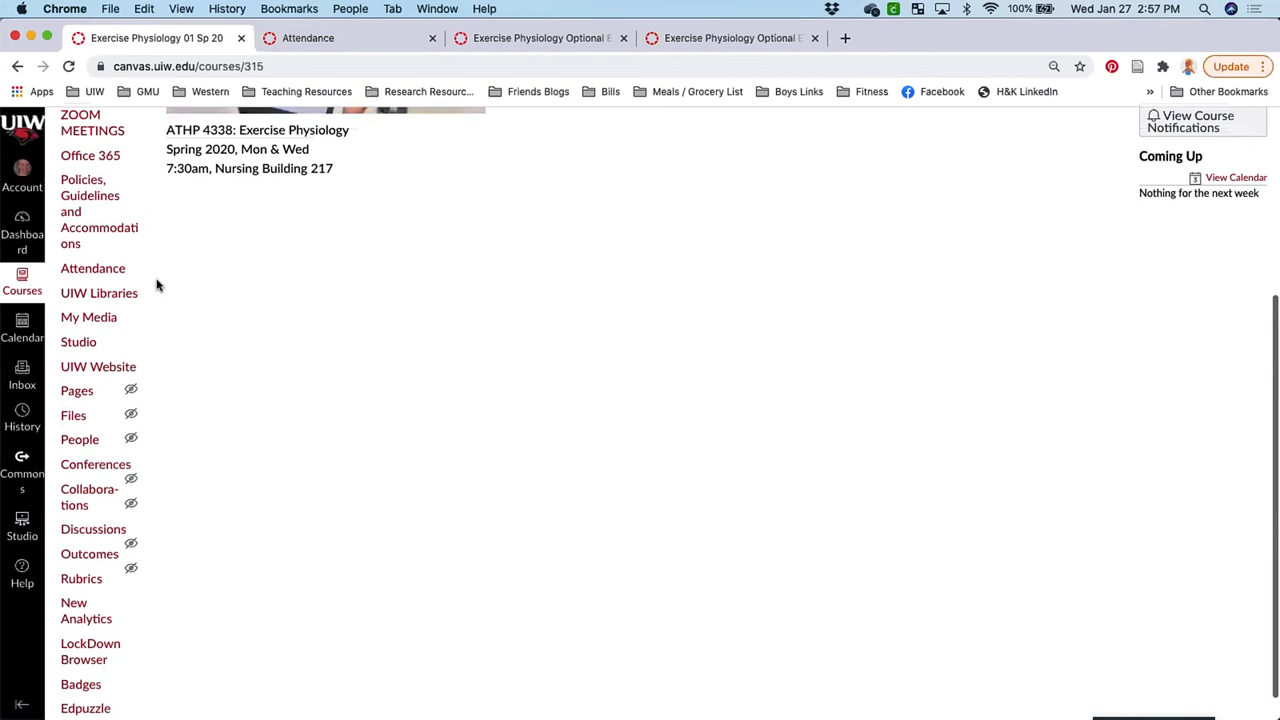 Chrome File Edit View History Bookmarks People Tab Window Help 100% Wed Jan 27 2:57 PM
Exercise Physiology 01 Sp 20 Attendance Exercise Physiology Optional E Exercise Physiology Optional E
canvas.uiw.edu/courses/315 Update
Apps UIW GMU Western Teaching Resources Research Resourc... Friends Blogs Bills Meals / Grocery List Boys Links Fitness Facebook H&K LinkedIn » Other Bookmarks
UIW
Account
Dashboa
rd
Courses
Calendar
Inbox
History
Common
s
Studio
Help
ZOOM
MEETINGS
Office 365
Policies,
Guidelines
and
Accommodati
ons
Attendance
UIW Libraries
My Media
Studio
UIW Website
Pages
Files
People
Conferences
Collabora-
tions
Discussions
Outcomes
Rubrics
New
Analytics
LockDown
Browser
Badges
Edpuzzle
ATHP 4338: Exercise Physiology
Spring 2020, Mon & Wed
7:30am, Nursing Building 217
View Course
Notifications
Coming Up
View Calendar
Nothing for the next week